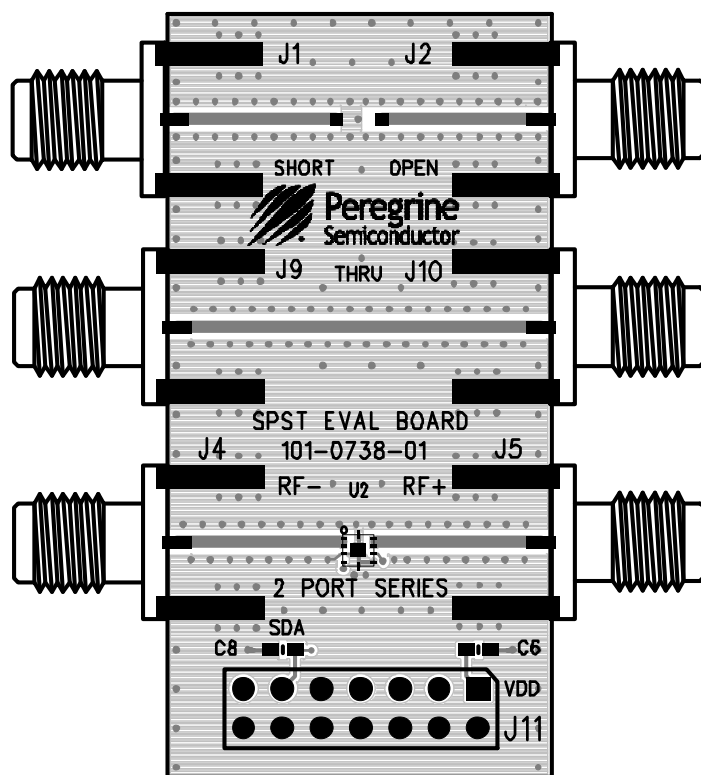 J1 J2
SHORT OPEN
Peregrine
Semiconductor
J9 THRU J10
SPST EVAL BOARD
J4 101-0738-01 J5
RF- U2 RF+
2 PORT SERIES
SDA
C8 C6
VDD
J11